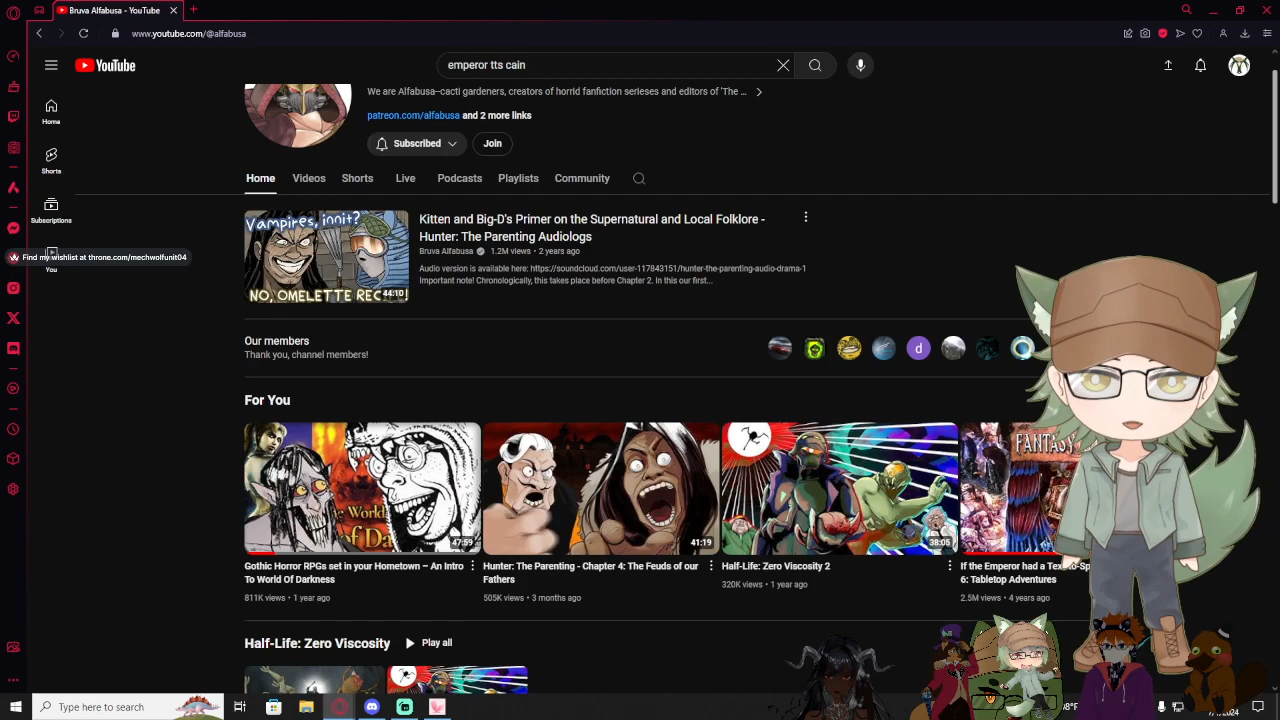 Bruva Alfabusa - YouTube
www.youtube.com/@alfabusa
YouTube
emperor tts cain
We are Alfabusa--cacti gardeners, creators of horrid fanfiction serieses and editors of 'The ...
patreon.com/alfabusa and 2 more links
Subscribed
Join
Home
Shorts
Subscriptions
You
Find my wishlist at throne.com/mechwolfunit04
Home Videos Shorts Live Podcasts Playlists Community
Vampires, innit?
NO, OMELETTE REC
!
44:10
Kitten and Big-D's Primer on the Supernatural and Local Folklore -
Hunter: The Parenting Audiologs
Bruva Alfabusa 1.2M views • 2 years ago
Audio version is available here: https://soundcloud.com/user-117843151/hunter-the-parenting-audio-drama-1
Important note! Chronologically, this takes place before Chapter 2. In this our first...
Our members
Thank you, channel members!
d
For You
the World
of Da
47:59
41:19
38:05
FANTASY
Gothic Horror RPGs set in your Hometown – An Intro
To World Of Darkness
811K views • 1 year ago
Hunter: The Parenting - Chapter 4: The Feuds of our
Fathers
505K views • 3 months ago
Half-Life: Zero Viscosity 2
320K views • 1 year ago
If the Emperor had a Text-to-Sp
6: Tabletop Adventures
2.5M views • 4 years ago
Half-Life: Zero Viscosity
Play all
Type here to search
2024